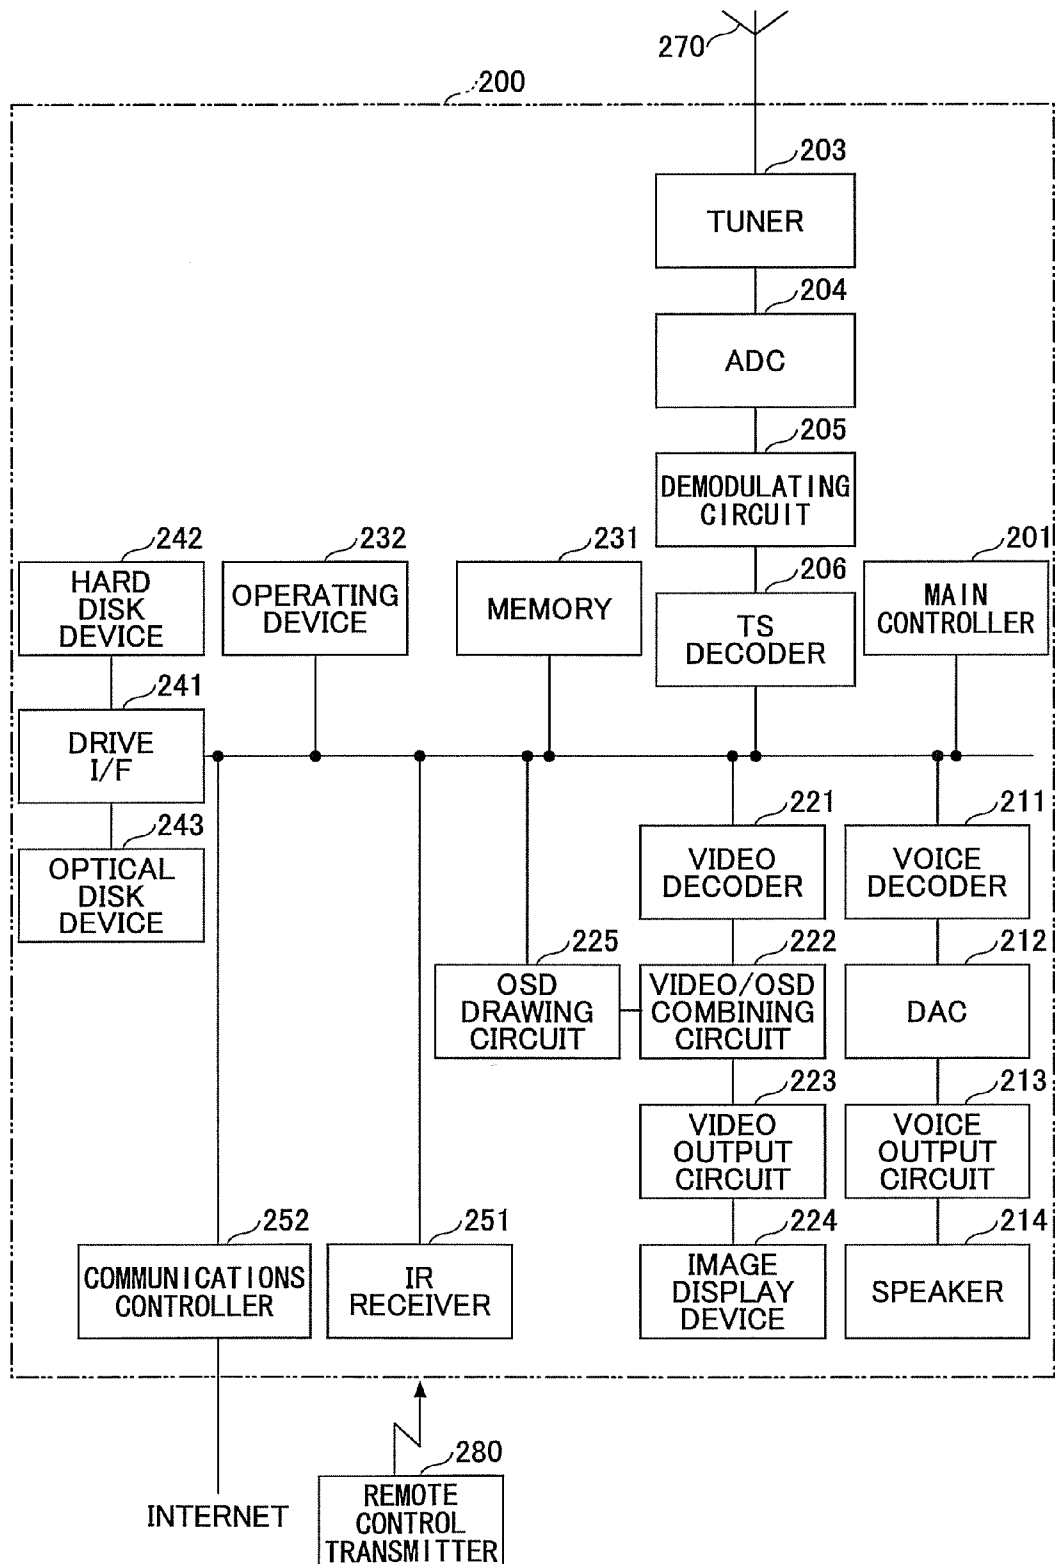 270
200
203
TUNER
204
ADC
205
DEMODULATING
CIRCUIT
242
HARD
DISK
DEVICE
232
OPERATING
DEVICE
231
MEMORY
206
TS
DECODER
201
MAIN
CONTROLLER
241
DRIVE
I/F
243
OPTICAL
DISK
DEVICE
221
VIDEO
DECODER
211
VOICE
DECODER
225
OSD
DRAWING
CIRCUIT
222
VIDEO/OSD
COMBINING
CIRCUIT
212
DAC
223
VIDEO
OUTPUT
CIRCUIT
213
VOICE
OUTPUT
CIRCUIT
252
COMMUNICATIONS
CONTROLLER
251
IR
RECEIVER
224
IMAGE
DISPLAY
DEVICE
214
SPEAKER
INTERNET
280
REMOTE
CONTROL
TRANSMITTER